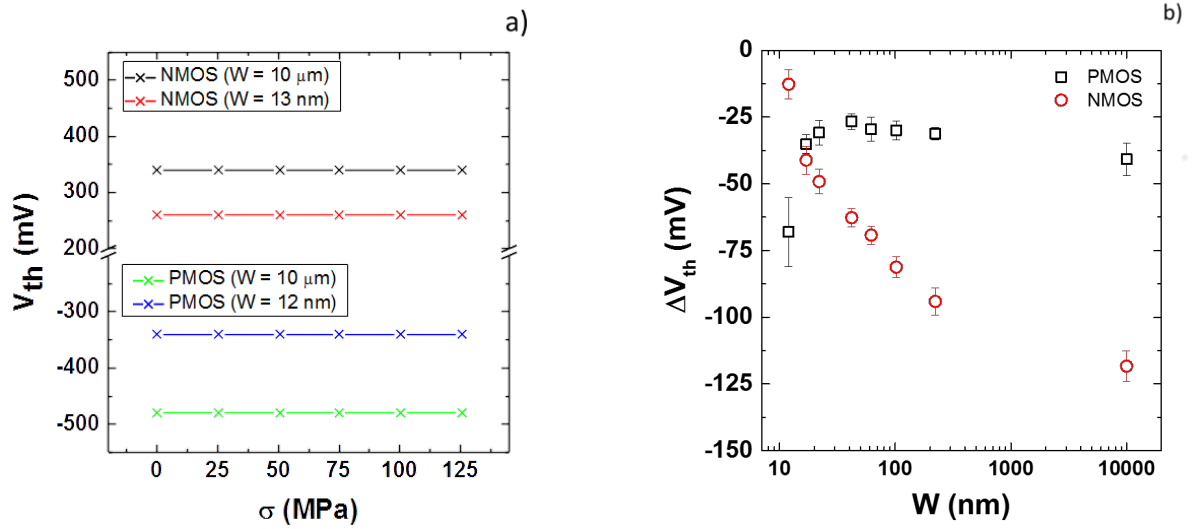 a)
500
400
300
200
-300
-400
-500
V_th (mV)
NMOS (W = 10 μm)
NMOS (W = 13 nm)
PMOS (W = 10 μm)
PMOS (W = 12 nm)
0 25 50 75 100 125
σ (MPa)
b)
0
-25
-50
-75
-100
-125
-150
ΔV_th (mV)
PMOS
NMOS
10 100 1000 10000
W (nm)